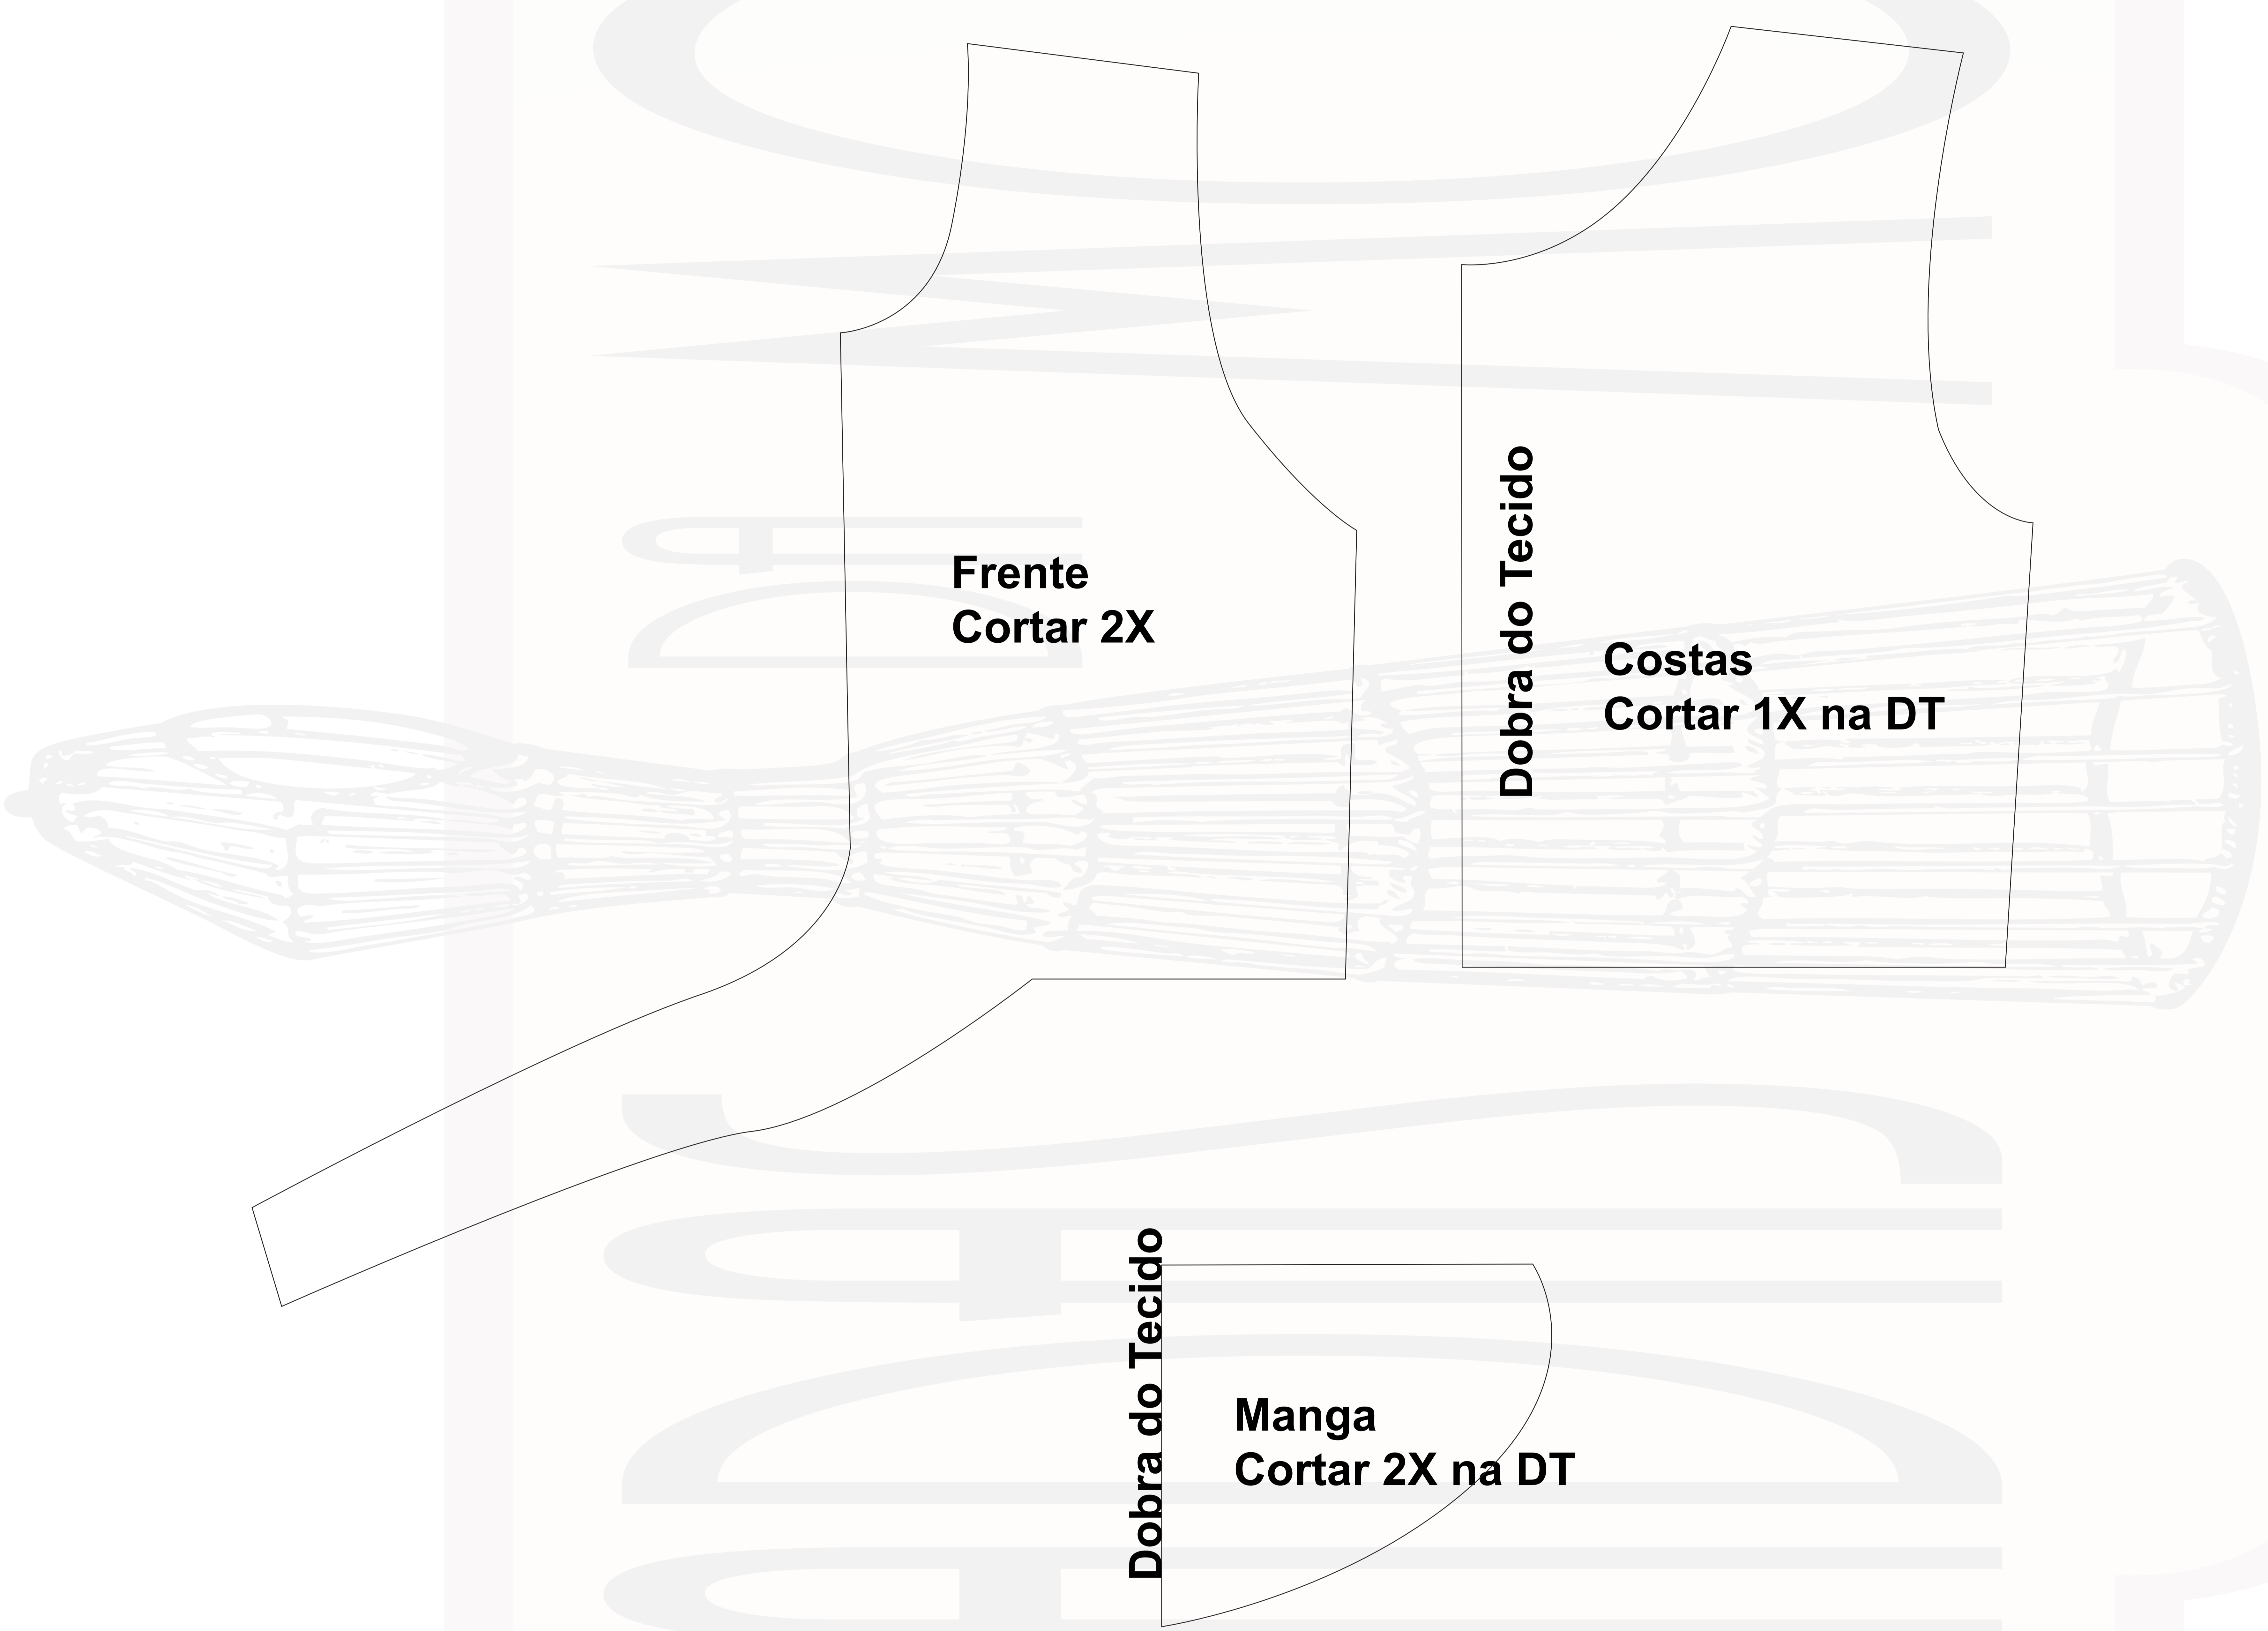 Frente
Cortar 2X
Dobra do Tecido
Costas
Cortar 1X na DT
Dobra do Tecido
Manga
Cortar 2X na DT